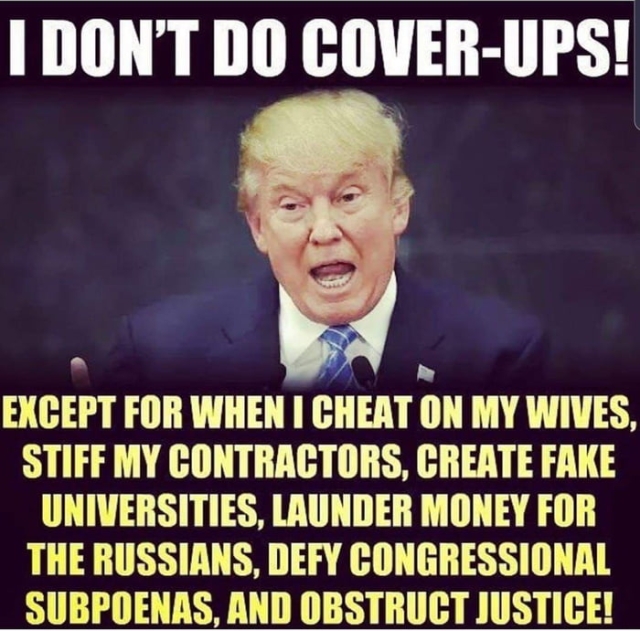 I DON'T DO COVER-UPS!
EXCEPT FOR WHEN I CHEAT ON MY WIVES,
STIFF MY CONTRACTORS, CREATE FAKE
UNIVERSITIES, LAUNDER MONEY FOR
THE RUSSIANS, DEFY CONGRESSIONAL
SUBPOENAS, AND OBSTRUCT JUSTICE!